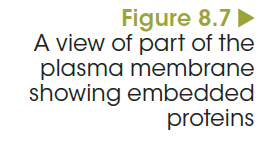 Figure 8.7 ▶
A view of part of the
plasma membrane
showing embedded
proteins